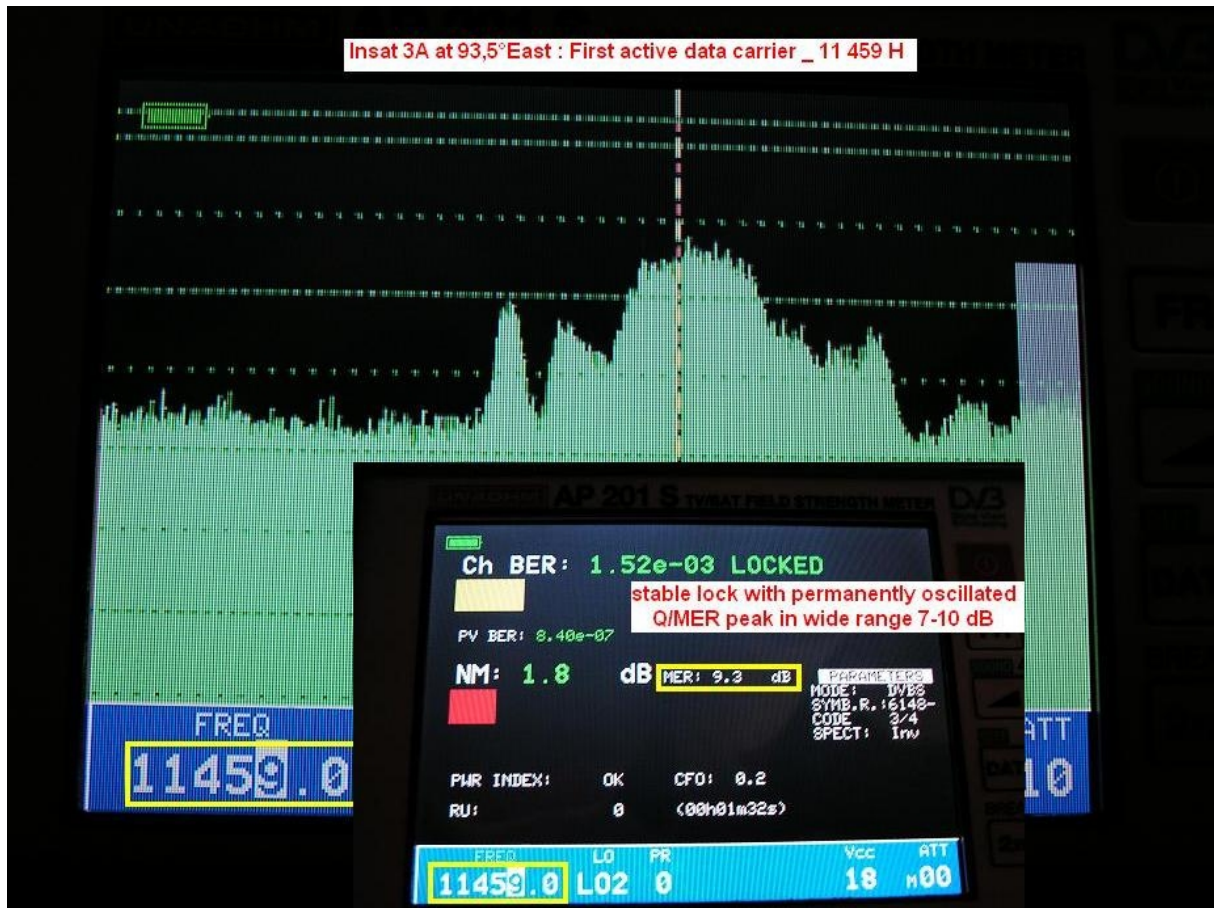 UNAOHM
Insat 3A at 93,5°East : First active data carrier _ 11 459 H
FREQ
11459.0
ATT
10
UNAOHM AP 201 S TV/SAT FIELD STRENGTH METER DVB
Ch BER: 1.52e-03 LOCKED
stable lock with permanently oscillated
Q/MER peak in wide range 7-10 dB
PV BER: 8.40e-07
NM: 1.8 dB MER: 9.3 dB
PARAMETERS
MODE: DVBS
SYMB.R.:6148-
CODE 3/4
SPECT: Inv
PWR INDEX: OK CFO: 0.2
RU: 0 (00h01m32s)
FREQ LO PR Vcc ATT
11459.0 LO2 0 18 M00